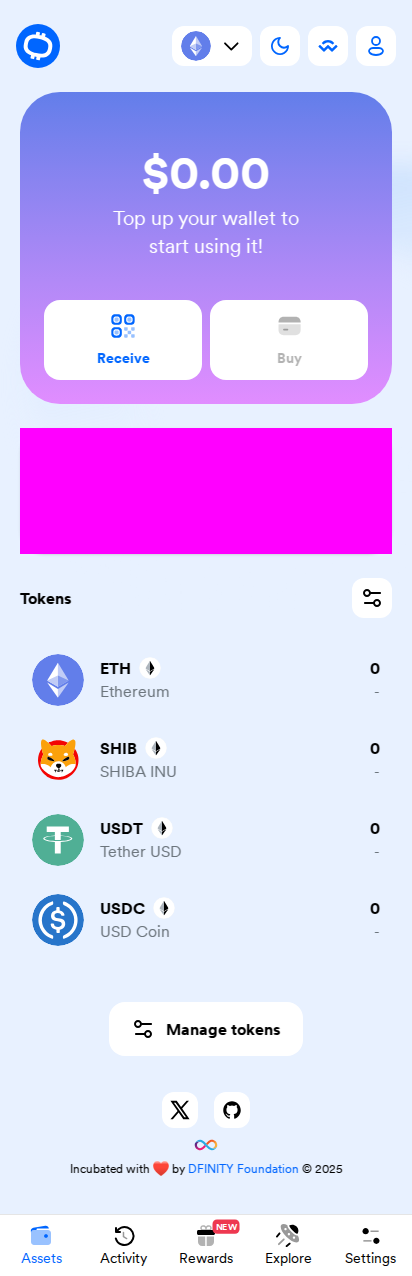 $0.00
Top up your wallet to
start using it!
Receive
Buy
Tokens
ETH
0
Ethereum
-
SHIB
0
SHIBA INU
-
USDT
0
Tether USD
-
USDC
0
USD Coin
-
Manage tokens
Incubated with ❤️ by DFINITY Foundation © 2025
NEW
Assets
Activity
Rewards
Explore
Settings